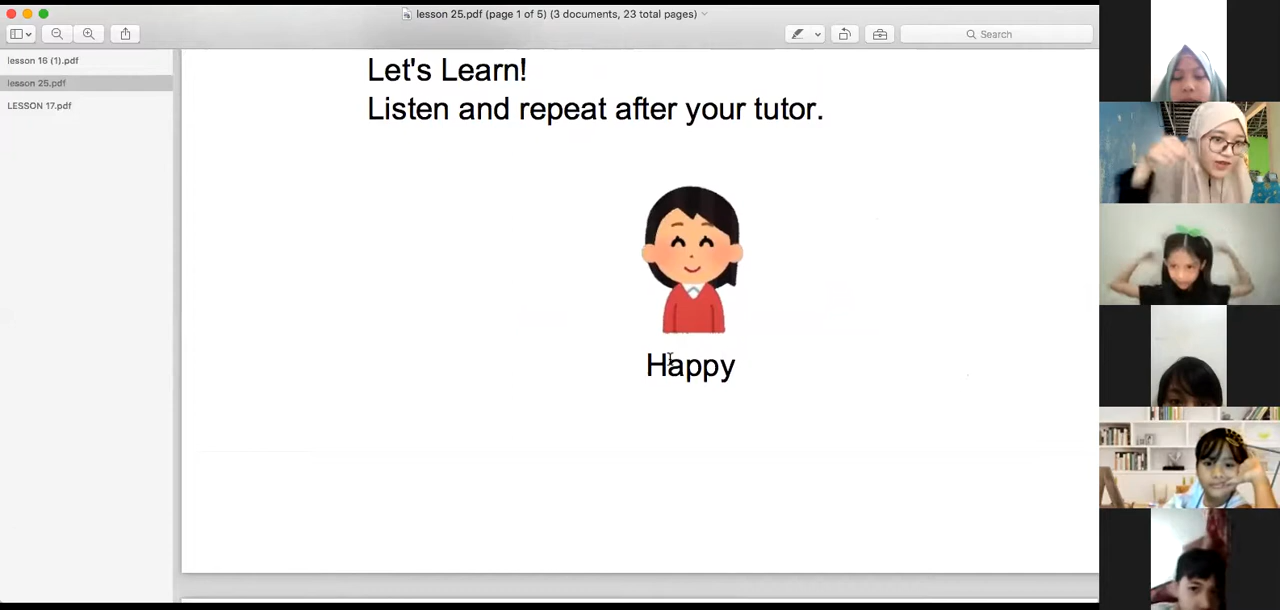 lesson 25.pdf (page 1 of 5) (3 documents, 23 total pages)
Search
lesson 16 (1).pdf
lesson 25.pdf
LESSON 17.pdf
Let's Learn!
Listen and repeat after your tutor.
Happy